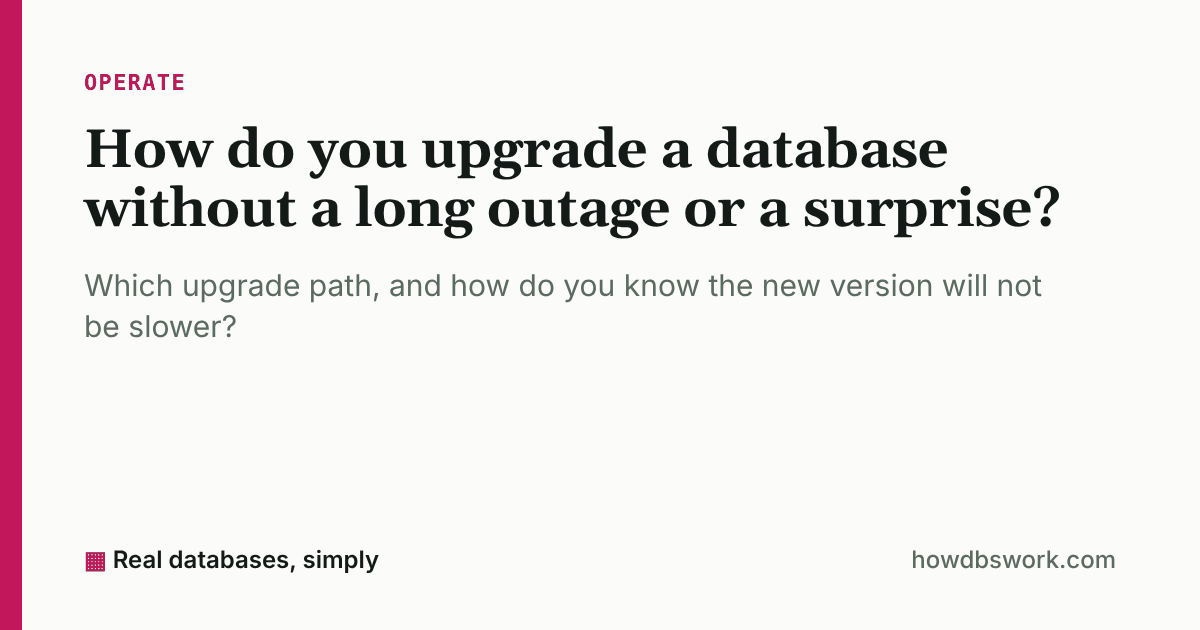 OPERATE
How do you upgrade a database
without a long outage or a surprise?
Which upgrade path, and how do you know the new version will not
be slower?
Real databases, simply
howdbswork.com